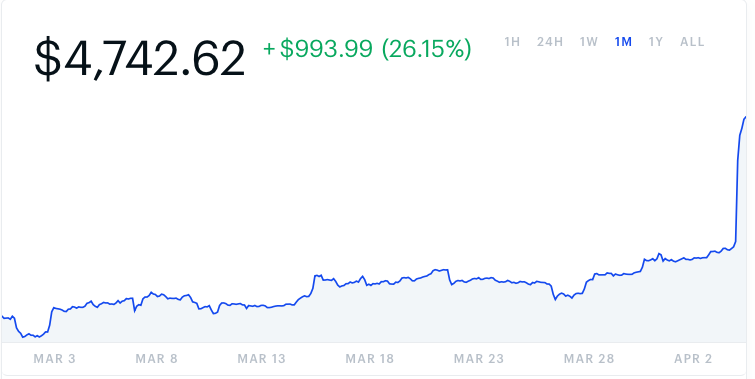 $4,742.62 +$993.99 (26.15%) 1H 24H 1W 1M 1Y ALL
MAR 3 MAR 8 MAR 13 MAR 18 MAR 23 MAR 28 APR 2